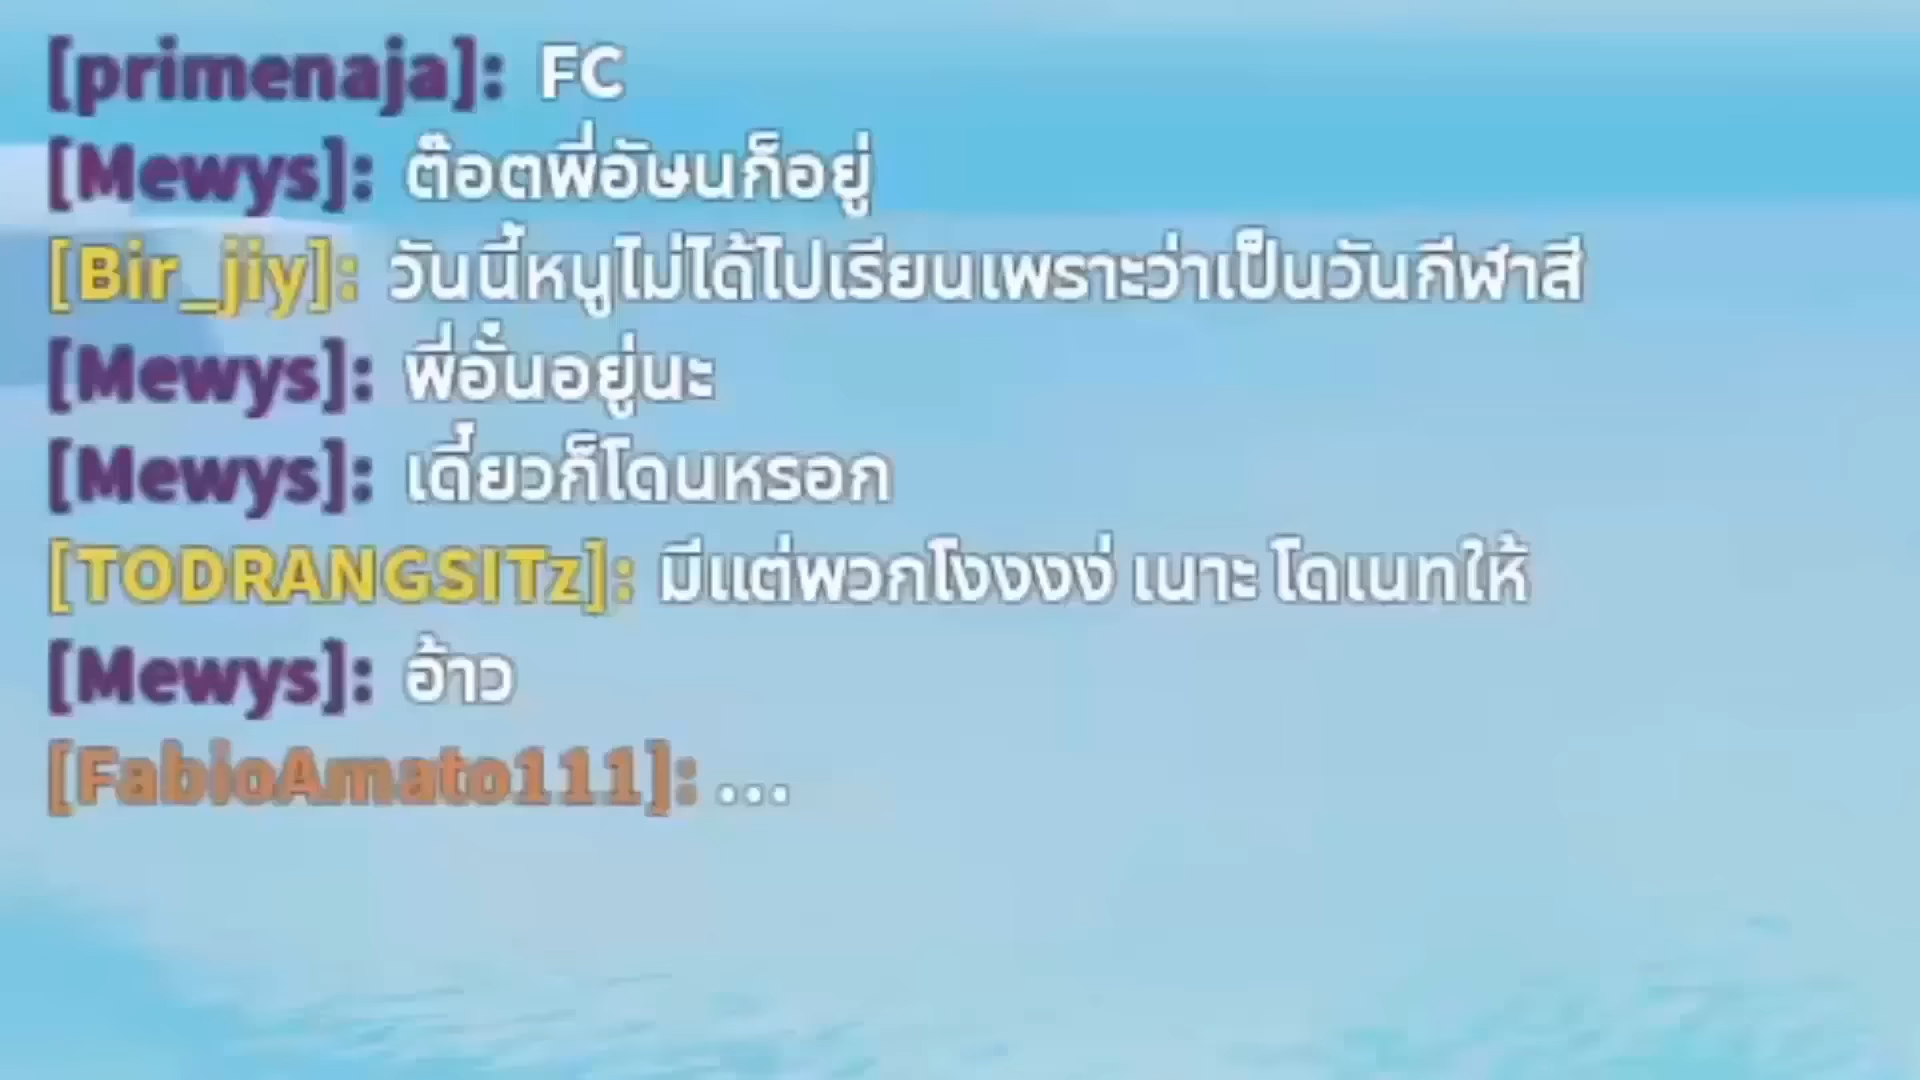 [primenaja]: FC
[Mewys]: ต๊อตพี่อัษนก็อยู่
[Bir_jiy]: วันนี้หนูไม่ได้ไปเรียนเพราะว่าเป็นวันกีฬาสี
[Mewys]: พี่อั๋นอยู่นะ
[Mewys]: เดี๋ยวก็โดนหรอก
[TODRANGSITz]: มีแต่พวกโงงงง่ เนาะ โดเนทให้
[Mewys]: อ้าว
[FabioAmato111]: ...